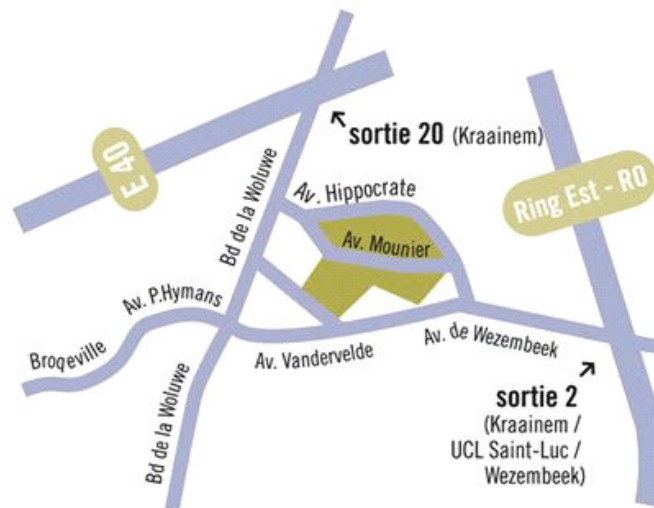 E 40
sortie 20 (Kraainem)
Ring Est - RO
Av. Hippocrate
Av. Mounier
Bd de la Woluwe
Av. P.Hymans
Broqeville
Av. Vandervelde
Av. de Wezembeek
Bd de la Woluwe
sortie 2
(Kraainem /
UCL Saint-Luc /
Wezembeek)